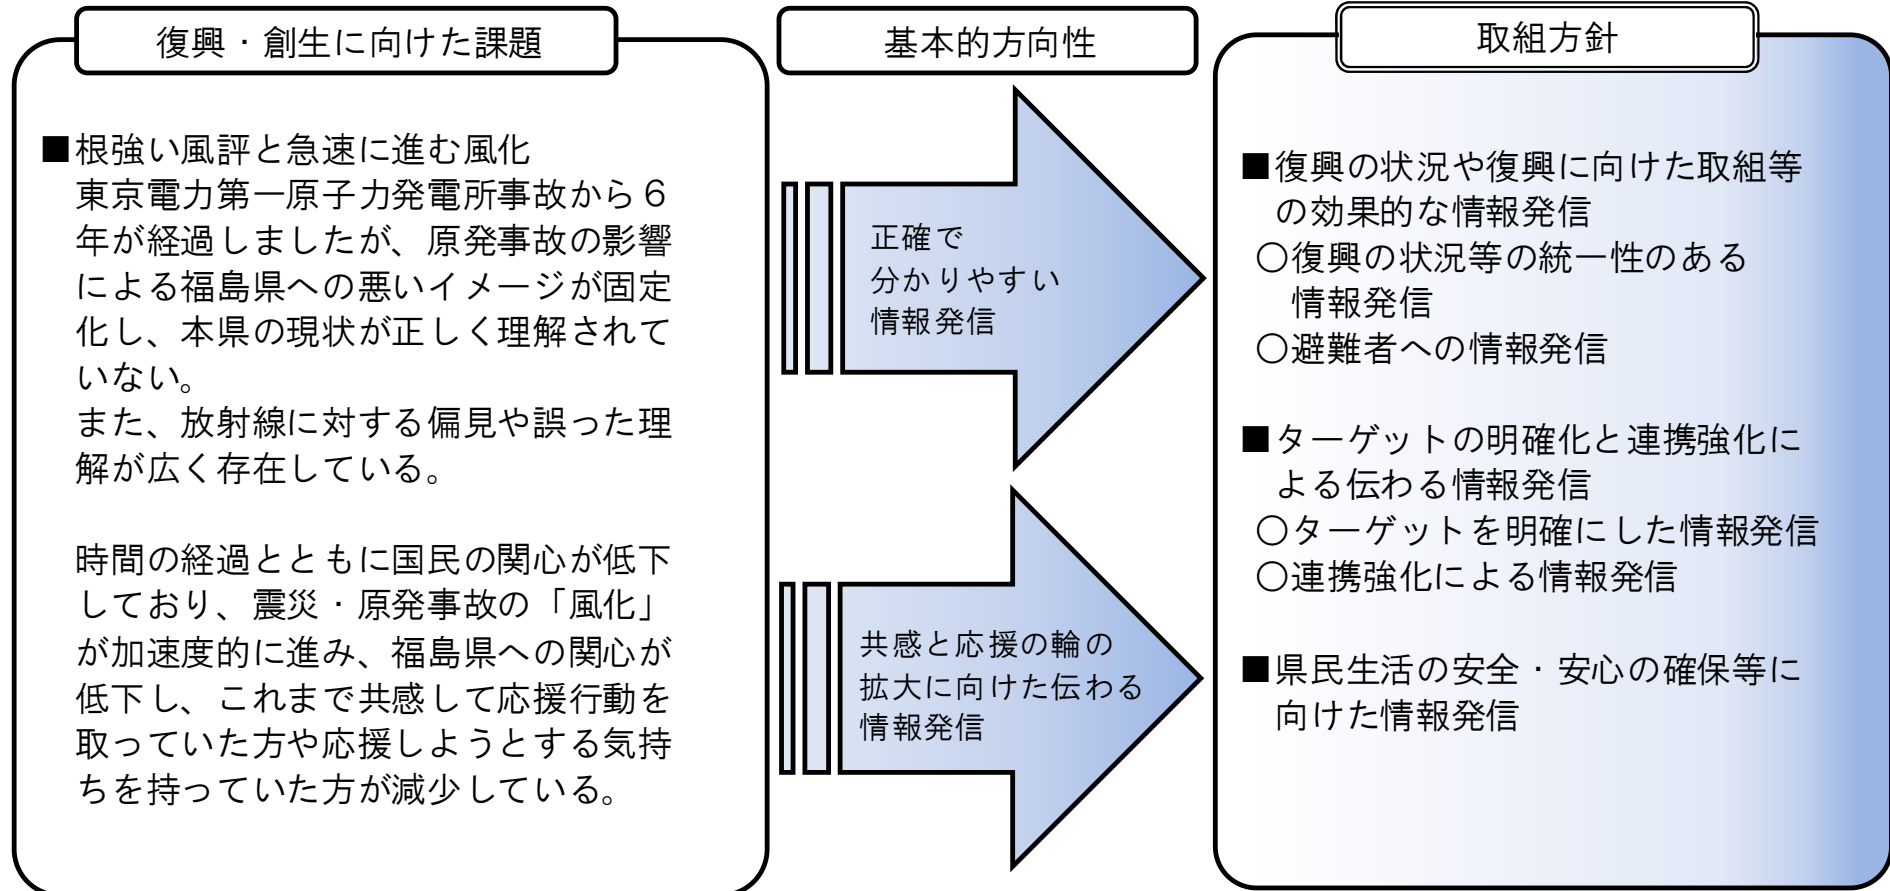 復興・創生に向けた課題
■根強い風評と急速に進む風化
東京電力第一原子力発電所事故から６
年が経過しましたが、原発事故の影響
による福島県への悪いイメージが固定
化し、本県の現状が正しく理解されて
いない。
また、放射線に対する偏見や誤った理
解が広く存在している。
時間の経過とともに国民の関心が低下
しており、震災・原発事故の「風化」
が加速度的に進み、福島県への関心が
低下し、これまで共感して応援行動を
取っていた方や応援しようとする気持
ちを持っていた方が減少している。
基本的方向性
正確で
分かりやすい
情報発信
共感と応援の輪の
拡大に向けた伝わる
情報発信
取組方針
■復興の状況や復興に向けた取組等
の効果的な情報発信
○復興の状況等の統一性のある
情報発信
○避難者への情報発信
■ターゲットの明確化と連携強化に
よる伝わる情報発信
○ターゲットを明確にした情報発信
○連携強化による情報発信
■県民生活の安全・安心の確保等に
向けた情報発信